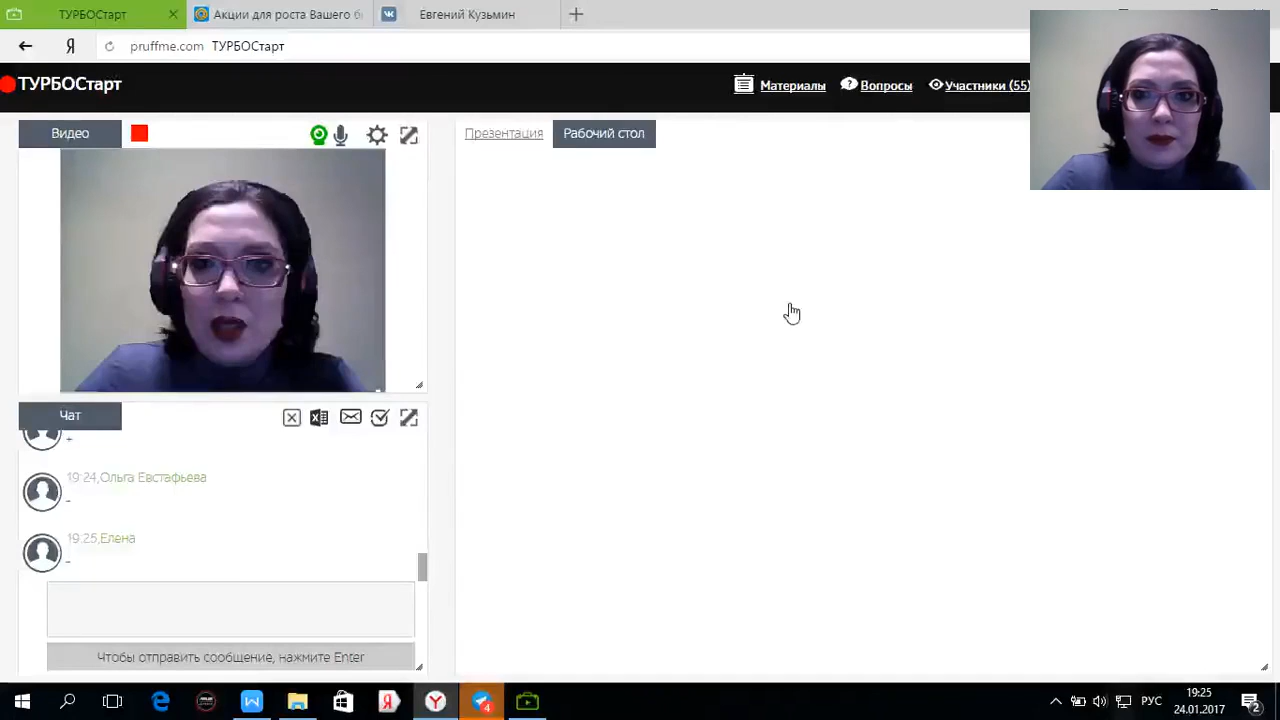 ТУРБОСтарт
Акции для роста Вашего б
Евгений Кузьмин
pruffme.com ТУРБОСтарт
ТУРБОСтарт
Материалы
Вопросы
Участники (55)
Видео
Презентация
Рабочий стол
Чат
+
19:24,Ольга Евстафьева
-
19:25,Елена
-
Чтобы отправить сообщение, нажмите Enter
4
РУС
19:25
24.01.2017
2